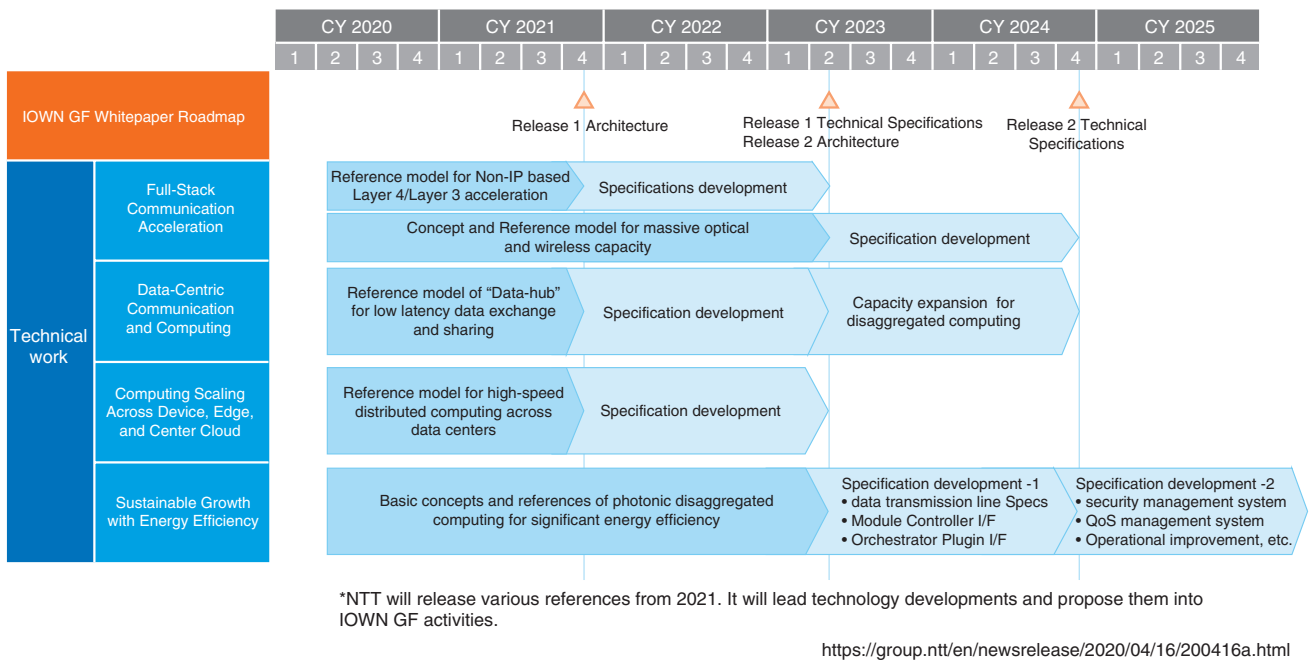 CY 2020 CY 2021 CY 2022 CY 2023 CY 2024 CY 2025
1 2 3 4 1 2 3 4 1 2 3 4 1 2 3 4 1 2 3 4 1 2 3 4
IOWN GF Whitepaper Roadmap
Release 1 Architecture
Release 1 Technical Specifications
Release 2 Architecture
Release 2 Technical
Specifications
Technical
work
Full-Stack
Communication
Acceleration
Reference model for Non-IP based
Layer 4/Layer 3 acceleration
Specifications development
Concept and Reference model for massive optical
and wireless capacity
Specification development
Data-Centric
Communication
and Computing
Reference model of “Data-hub”
for low latency data exchange
and sharing
Specification development
Capacity expansion for
disaggregated computing
Computing Scaling
Across Device, Edge,
and Center Cloud
Reference model for high-speed
distributed computing across
data centers
Specification development
Sustainable Growth
with Energy Efficiency
Basic concepts and references of photonic disaggregated
computing for significant energy efficiency
Specification development -1
• data transmission line Specs
• Module Controller I/F
• Orchestrator Plugin I/F
Specification development -2
• security management system
• QoS management system
• Operational improvement, etc.
*NTT will release various references from 2021. It will lead technology developments and propose them into
IOWN GF activities.
https://group.ntt/en/newsrelease/2020/04/16/200416a.html